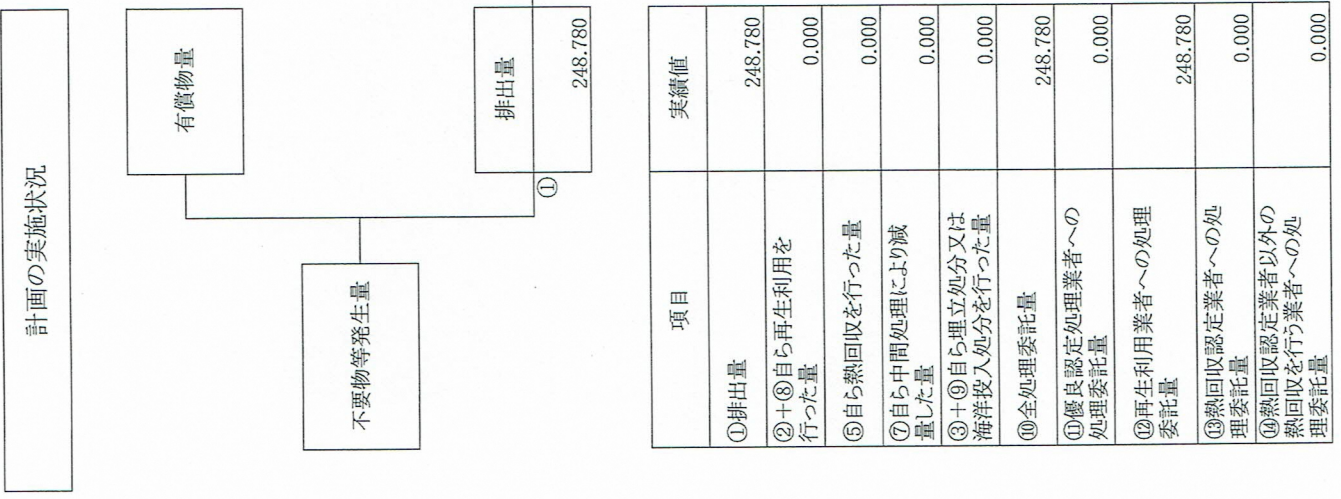 計画の実施状況
有償物量
不要物等発生量
排出量
①
248.780
項目
実績値
①排出量
248.780
②+⑧自ら再生利用を
行った量
0.000
⑤自ら熱回収を行った量
0.000
⑦自ら中間処理により減
量した量
0.000
③+⑨自ら埋立処分又は
海洋投入処分を行った量
0.000
⑩全処理委託量
248.780
⑪優良認定処理業者への
処理委託量
0.000
⑫再生利用業者への処理
委託量
248.780
⑬熱回収認定業者への処
理委託量
0.000
⑭熱回収認定業者以外の
熱回収を行う業者への処
理委託量
0.000